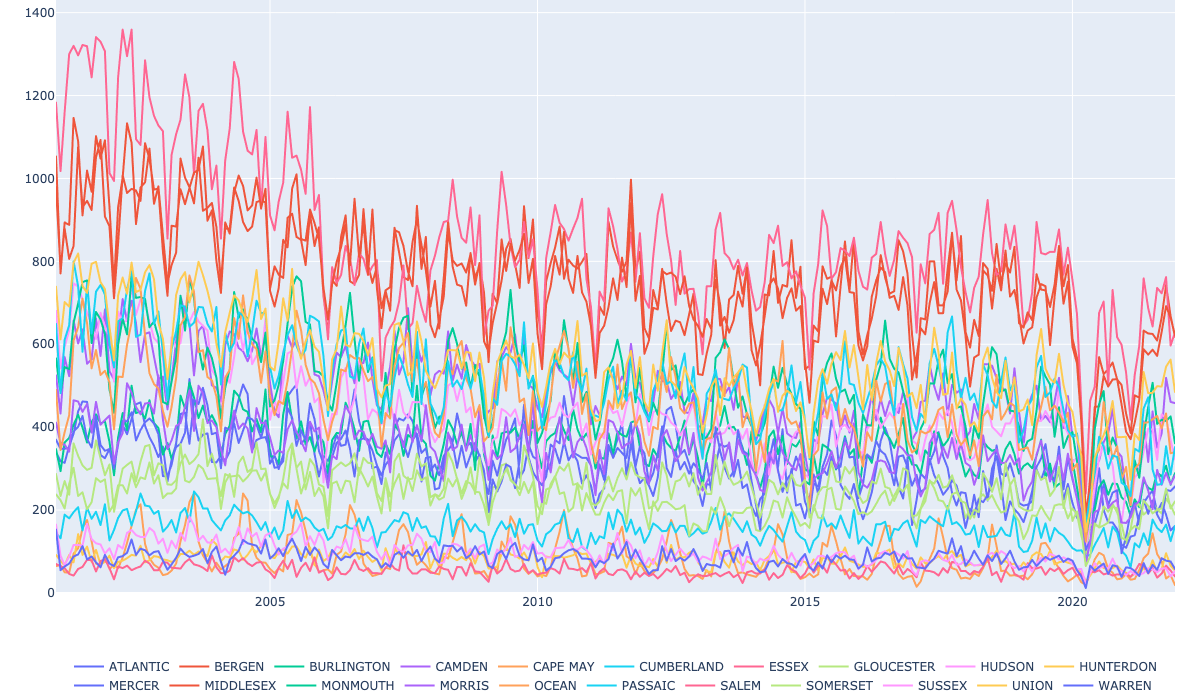 1400
1200
1000
800
600
400
200
0
2005 2010 2015 2020
ATLANTIC BERGEN BURLINGTON CAMDEN CAPE MAY CUMBERLAND ESSEX GLOUCESTER HUDSON HUNTERDON
MERCER MIDDLESEX MONMOUTH MORRIS OCEAN PASSAIC SALEM SOMERSET SUSSEX UNION WARREN